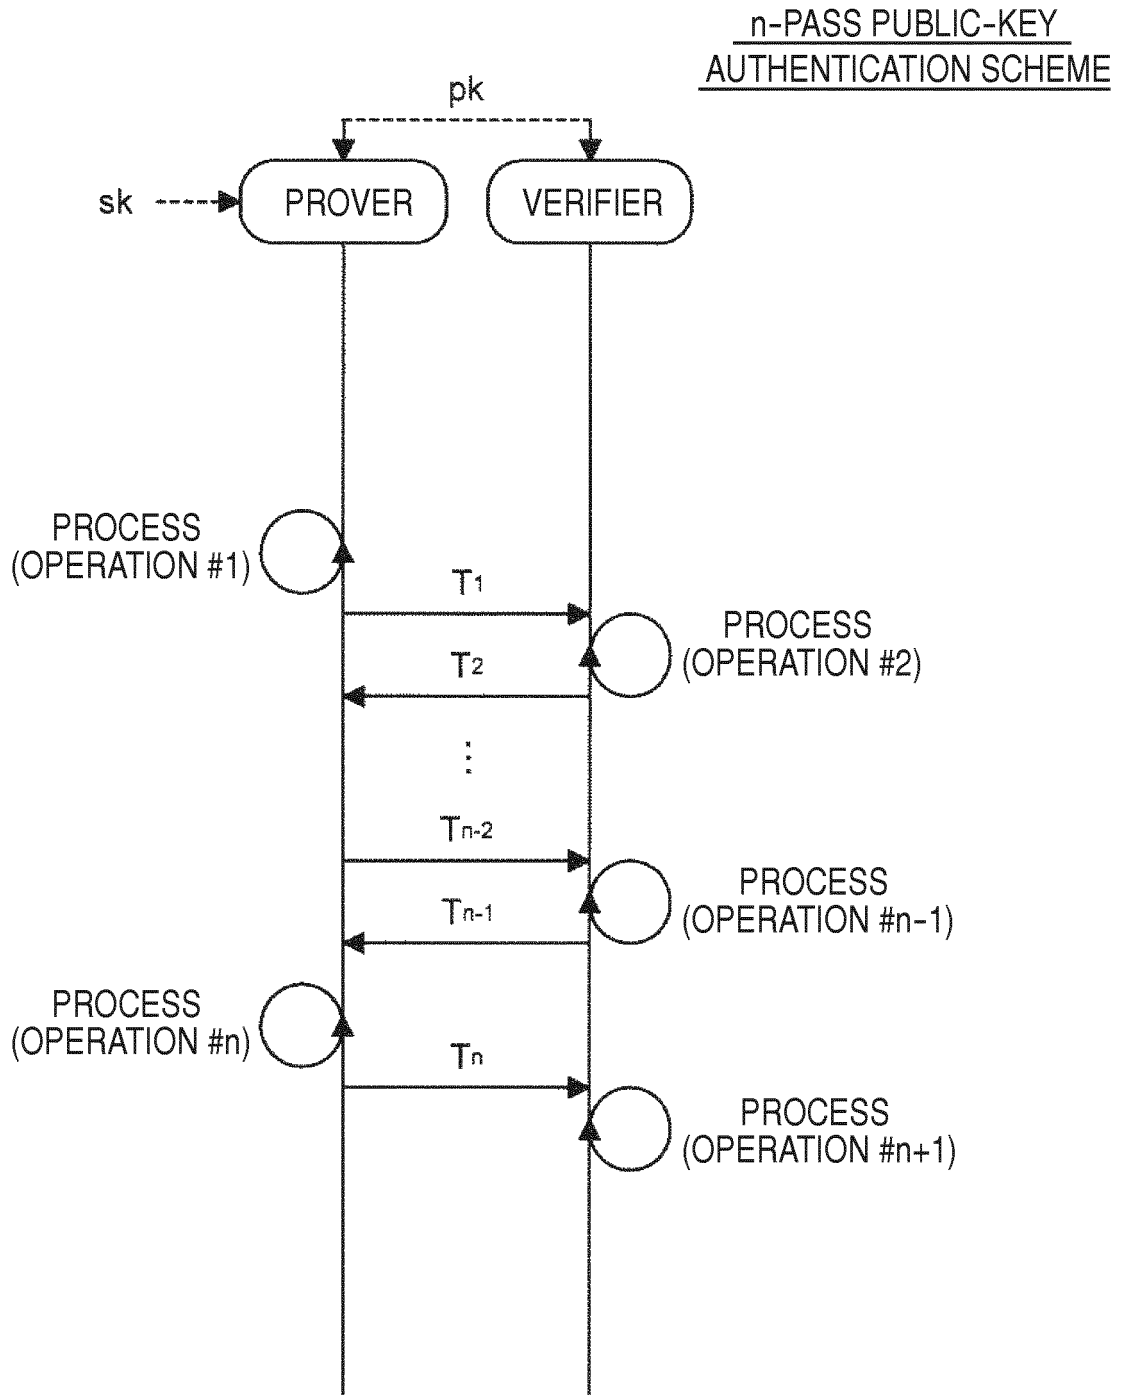 n-PASS PUBLIC-KEY
AUTHENTICATION SCHEME
pk
sk
PROVER
VERIFIER
PROCESS
(OPERATION #1)
T1
PROCESS
(OPERATION #2)
T2
⋮
Tn-2
PROCESS
(OPERATION #n-1)
Tn-1
PROCESS
(OPERATION #n)
Tn
PROCESS
(OPERATION #n+1)